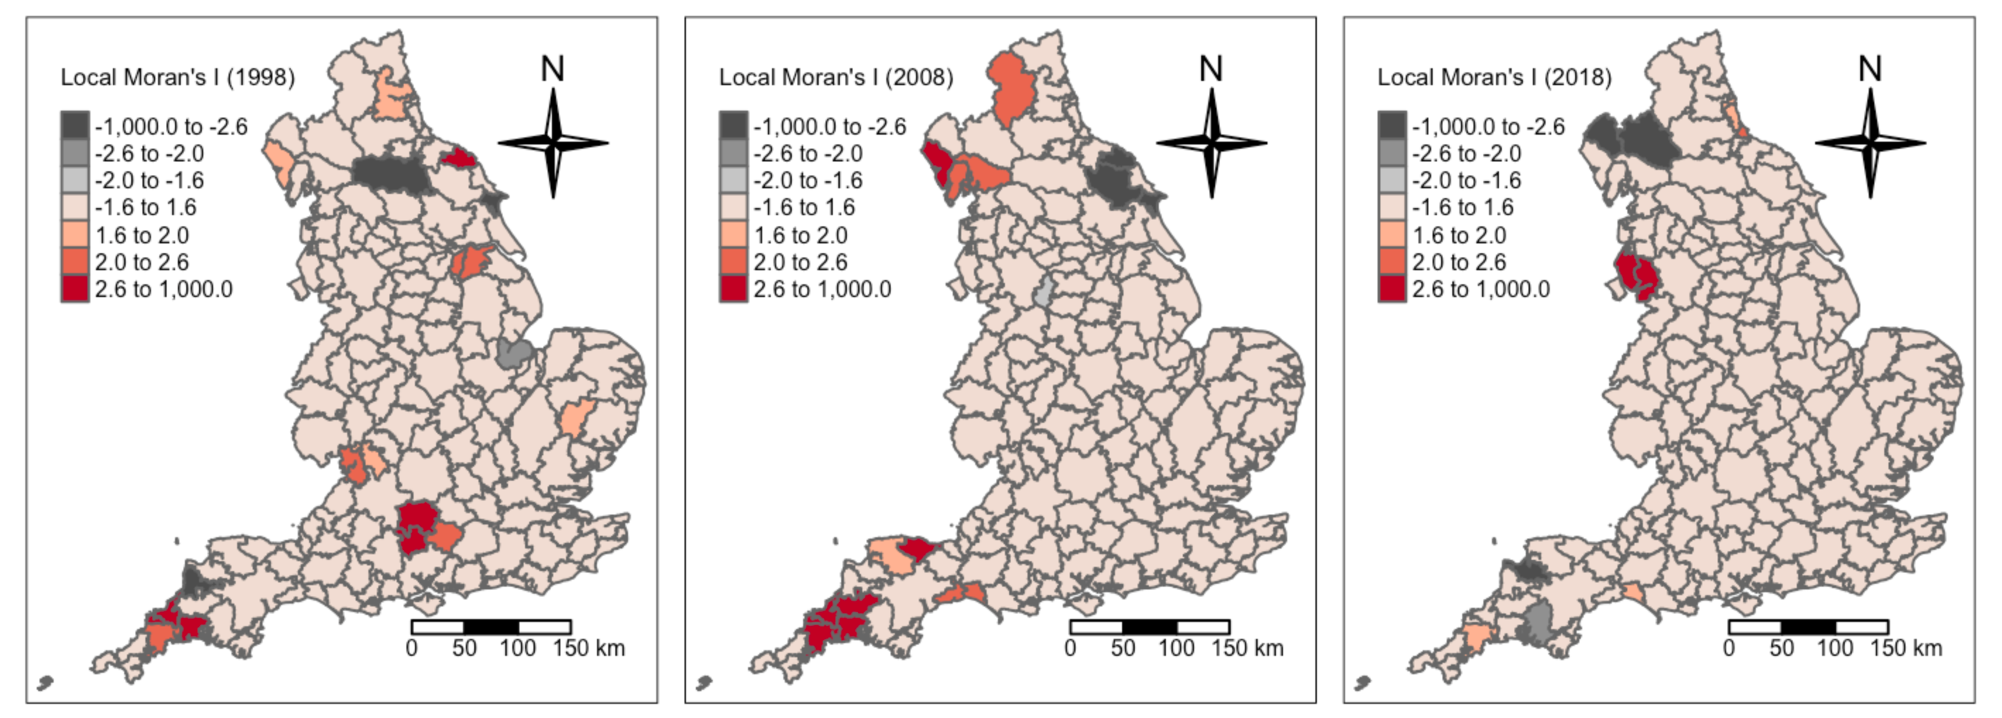 Local Moran's I (1998)
N
-1,000.0 to -2.6
-2.6 to -2.0
-2.0 to -1.6
-1.6 to 1.6
1.6 to 2.0
2.0 to 2.6
2.6 to 1,000.0
0 50 100 150 km
Local Moran's I (2008)
N
-1,000.0 to -2.6
-2.6 to -2.0
-2.0 to -1.6
-1.6 to 1.6
1.6 to 2.0
2.0 to 2.6
2.6 to 1,000.0
0 50 100 150 km
Local Moran's I (2018)
N
-1,000.0 to -2.6
-2.6 to -2.0
-2.0 to -1.6
-1.6 to 1.6
1.6 to 2.0
2.0 to 2.6
2.6 to 1,000.0
0 50 100 150 km